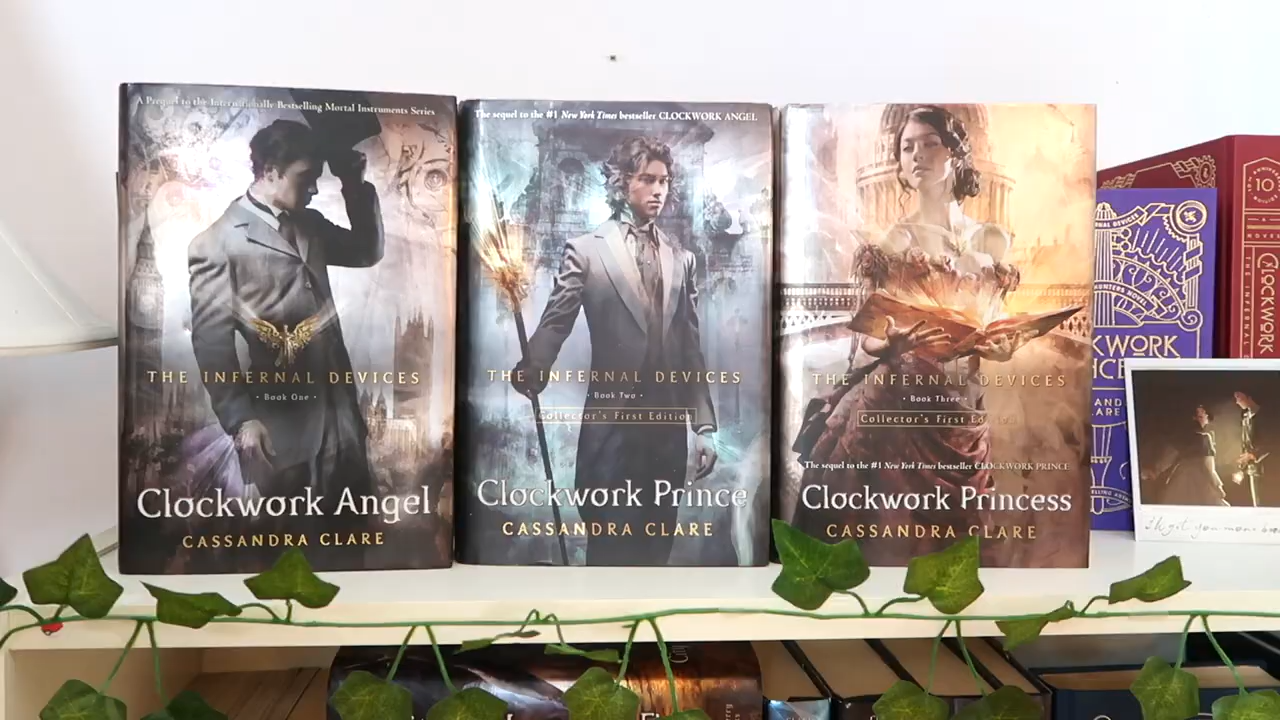 A Prequel to the Internationally Bestselling Mortal Instruments Series
THE INFERNAL DEVICES
· Book One ·
Clockwork Angel
CASSANDRA CLARE
The sequel to the #1 New York Times bestseller CLOCKWORK ANGEL
THE INFERNAL DEVICES
· Book Two ·
Collector's First Edition
Clockwork Prince
CASSANDRA CLARE
THE INFERNAL DEVICES
· Book Three ·
Collector's First
The sequel to the #1 New York Times bestseller CLOCKWORK PRINCE
Clockwork Princess
CASSANDRA CLARE
10
CLOCKWORK
THE INFERNAL